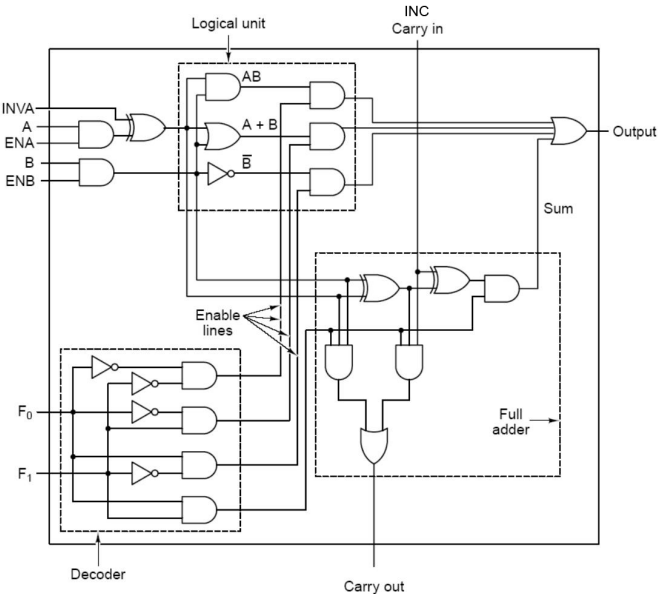 Logical unit
INC
Carry in
INVA
A
ENA
B
ENB
AB
A + B
B̅
Output
Sum
Enable
lines
F₀
F₁
Full
adder
Decoder
Carry out